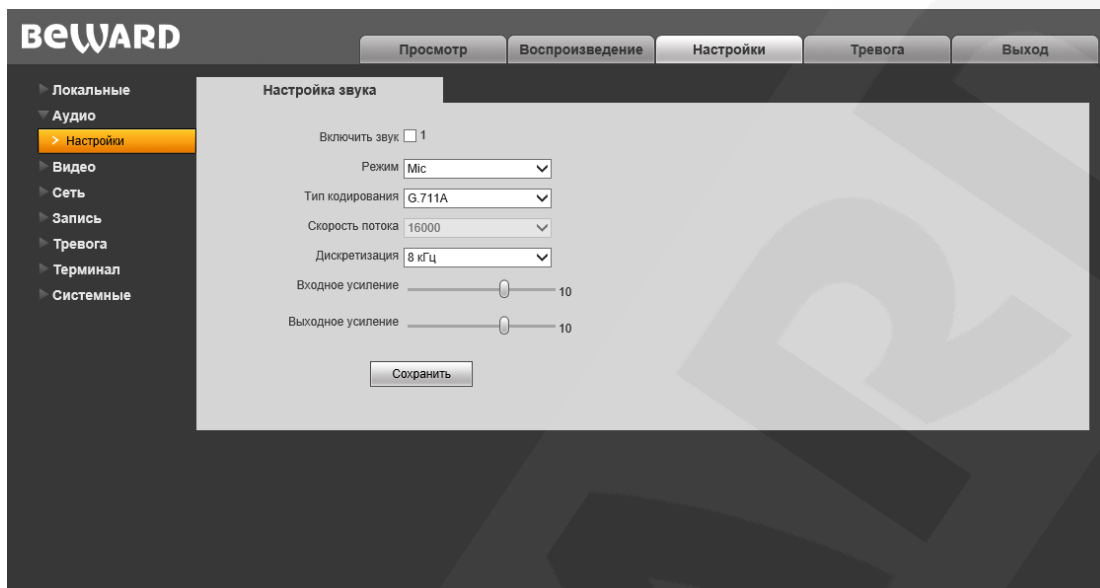 BEWARD
Просмотр Воспроизведение Настройки Тревога Выход
Локальные
Аудио
> Настройки
Видео
Сеть
Запись
Тревога
Терминал
Системные
Настройка звука
Включить звук 1
Режим Mic
Тип кодирования G.711A
Скорость потока 16000
Дискретизация 8 кГц
Входное усиление 10
Выходное усиление 10
Сохранить